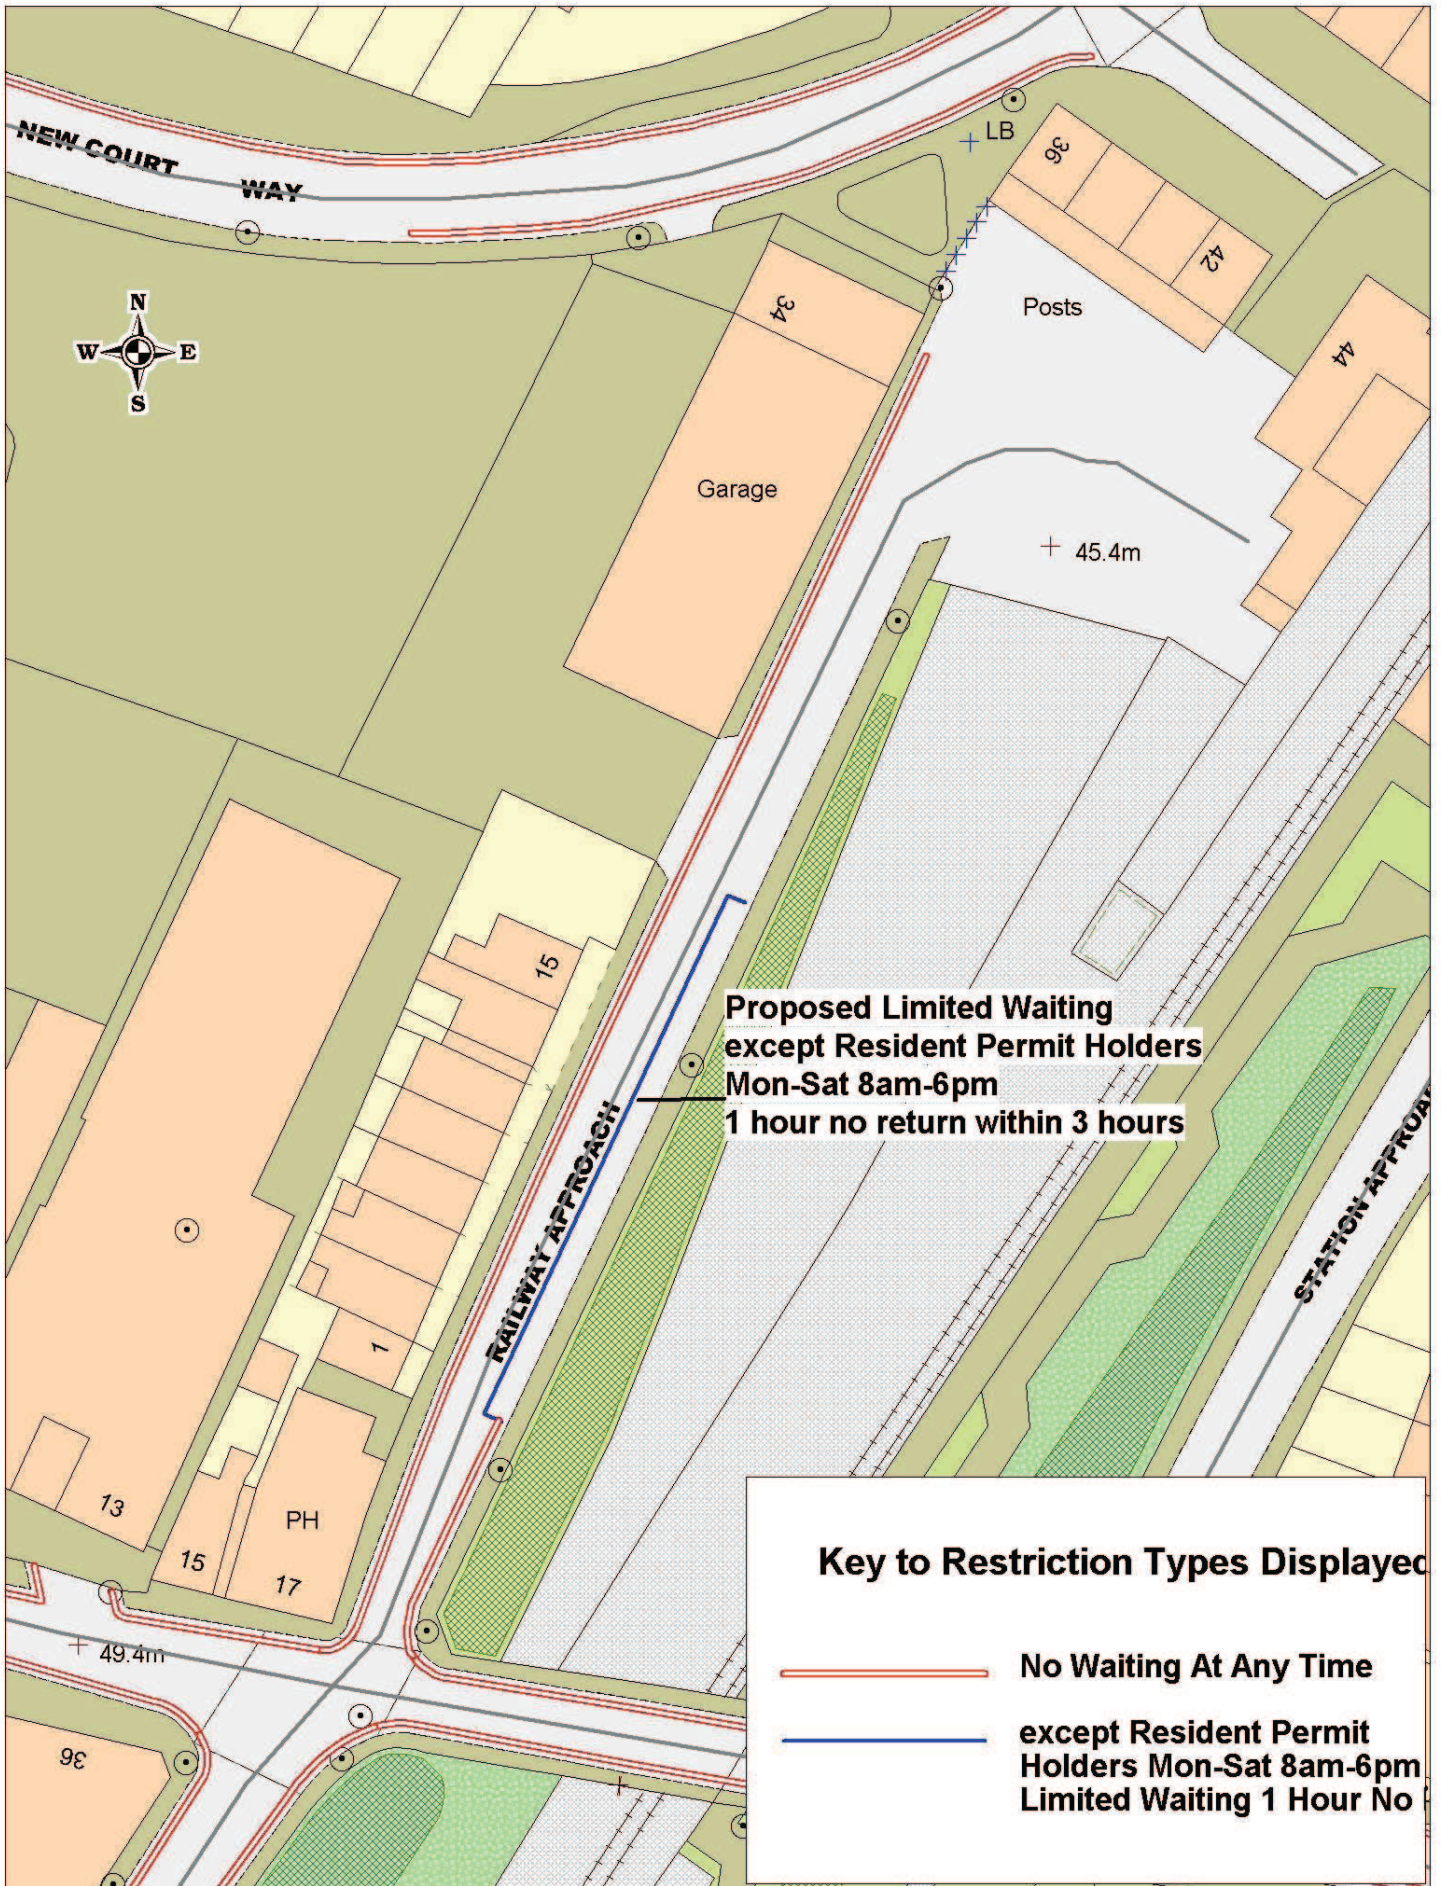 NEW COURT WAY
LB
36
42
N
W E
S
34
Posts
44
Garage
45.4m
15
Proposed Limited Waiting
except Resident Permit Holders
Mon-Sat 8am-6pm
1 hour no return within 3 hours
RAILWAY APPROACH
1
13
15
PH
17
49.4m
36
Key to Restriction Types Displayed
No Waiting At Any Time
except Resident Permit
Holders Mon-Sat 8am-6pm
Limited Waiting 1 Hour No
STATION